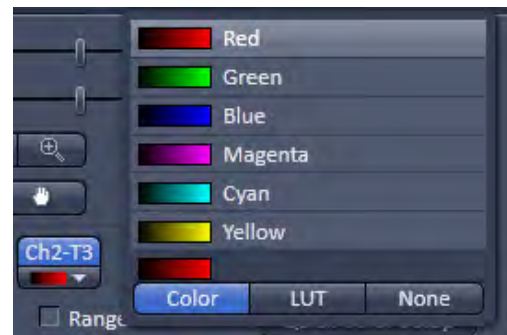 Red
Green
Blue
Magenta
Cyan
Yellow
Ch2-T3
Color LUT None
Range